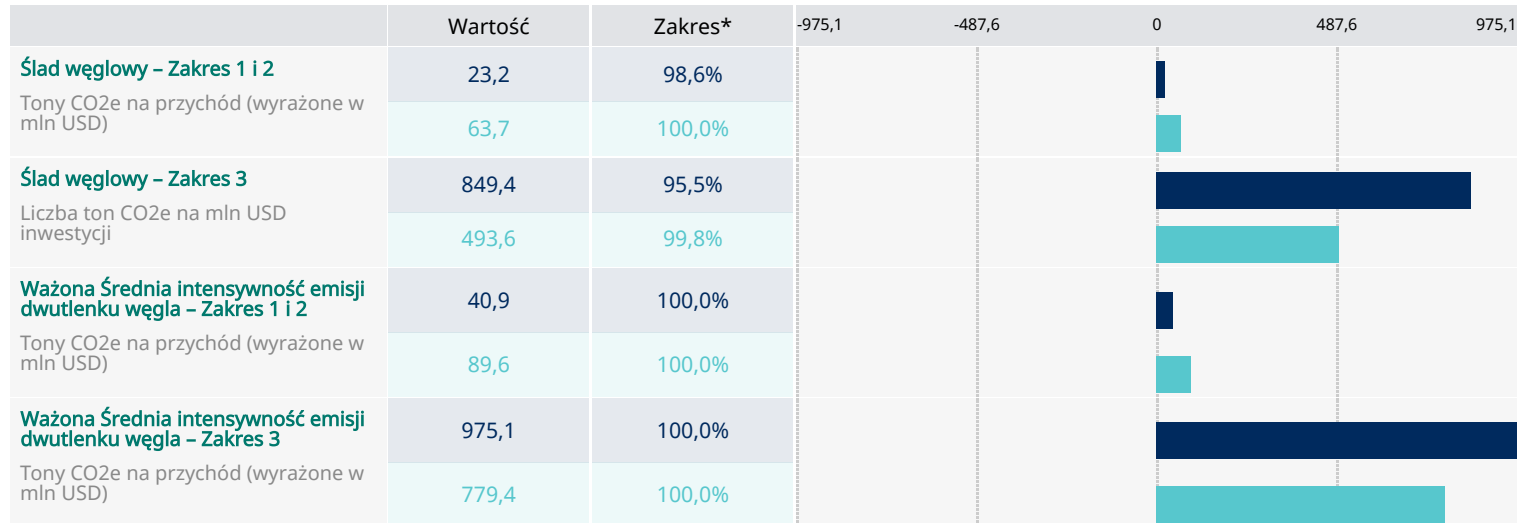 Wartość Zakres* -975,1 -487,6 0 487,6 975,1
Ślad węglowy – Zakres 1 i 2
Tony CO2e na przychód (wyrażone w
mln USD)
23,2 98,6%
63,7 100,0%
Ślad węglowy – Zakres 3
Liczba ton CO2e na mln USD
inwestycji
849,4 95,5%
493,6 99,8%
Ważona Średnia intensywność emisji
dwutlenku węgla – Zakres 1 i 2
Tony CO2e na przychód (wyrażone w
mln USD)
40,9 100,0%
89,6 100,0%
Ważona Średnia intensywność emisji
dwutlenku węgla – Zakres 3
Tony CO2e na przychód (wyrażone w
mln USD)
975,1 100,0%
779,4 100,0%